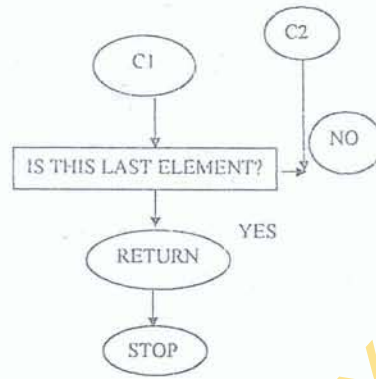 C2
C1
NO
IS THIS LAST ELEMENT?
YES
RETURN
STOP